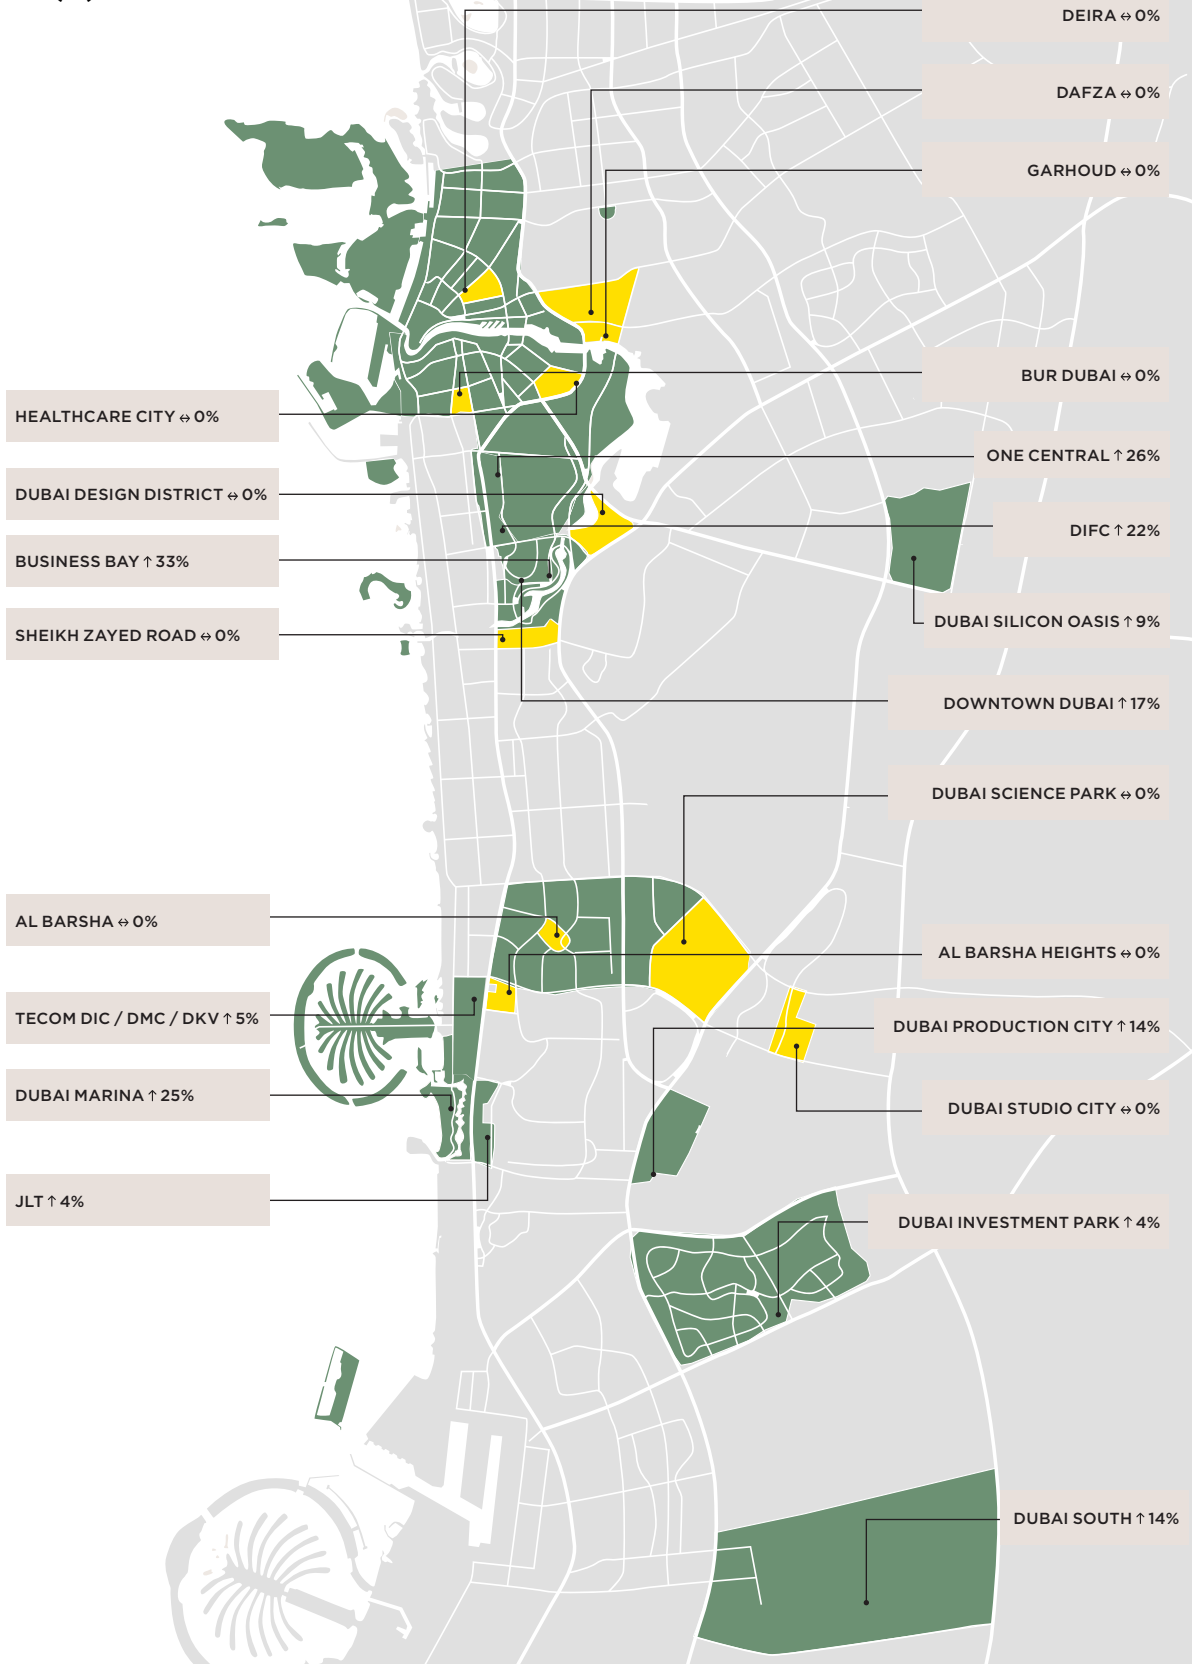 DEIRA ↔ 0%
DAFZA ↔ 0%
GARHOUD ↔ 0%
BUR DUBAI ↔ 0%
HEALTHCARE CITY ↔ 0%
ONE CENTRAL ↑ 26%
DUBAI DESIGN DISTRICT ↔ 0%
DIFC ↑ 22%
BUSINESS BAY ↑ 33%
DUBAI SILICON OASIS ↑ 9%
SHEIKH ZAYED ROAD ↔ 0%
DOWNTOWN DUBAI ↑ 17%
DUBAI SCIENCE PARK ↔ 0%
AL BARSHA ↔ 0%
AL BARSHA HEIGHTS ↔ 0%
TECOM DIC / DMC / DKV ↑ 5%
DUBAI PRODUCTION CITY ↑ 14%
DUBAI MARINA ↑ 25%
DUBAI STUDIO CITY ↔ 0%
JLT ↑ 4%
DUBAI INVESTMENT PARK ↑ 4%
DUBAI SOUTH ↑ 14%